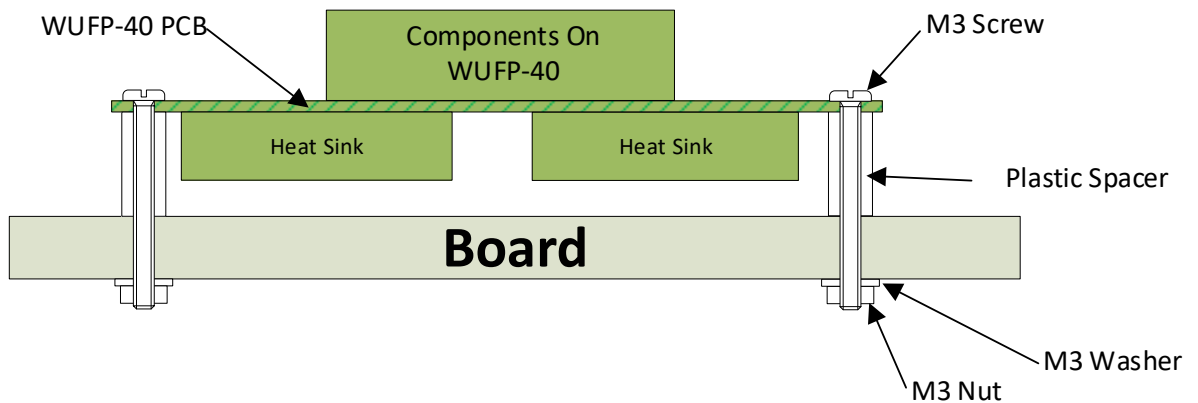 WUFP-40 PCB
Components On
WUFP-40
M3 Screw
Heat Sink
Heat Sink
Plastic Spacer
Board
M3 Washer
M3 Nut